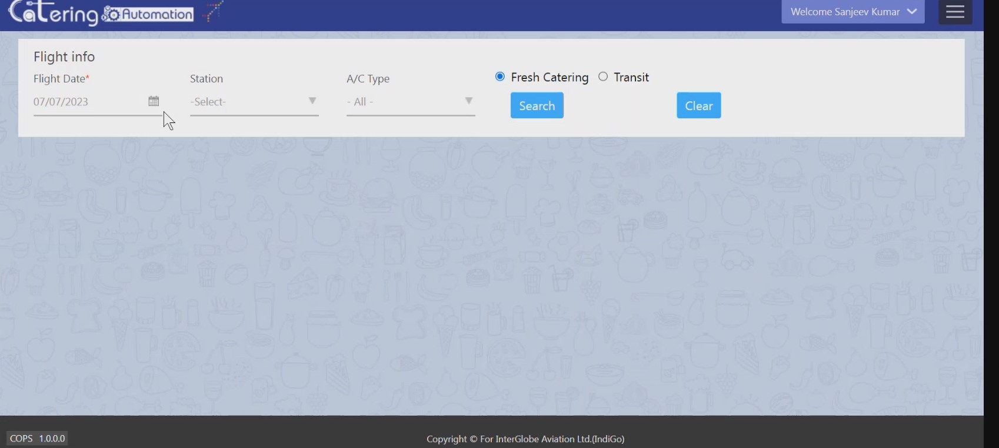 Catering Automation
Welcome Sanjeev Kumar
Flight info
Flight Date*
Station
A/C Type
Fresh Catering
Transit
07/07/2023
-Select-
- All -
Search
Clear
COPS 1.0.0.0
Copyright © For InterGlobe Aviation Ltd.(IndiGo)